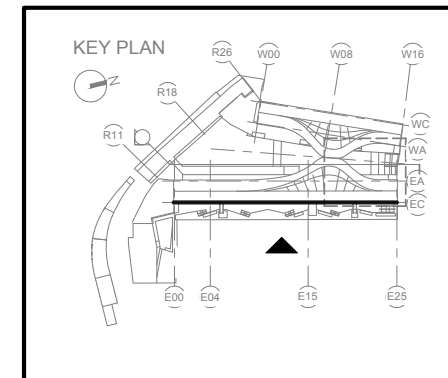 KEY PLAN
N
R26
W00
W08
W16
R18
R11
WC
WA
EA
EC
E00
E04
E15
E25